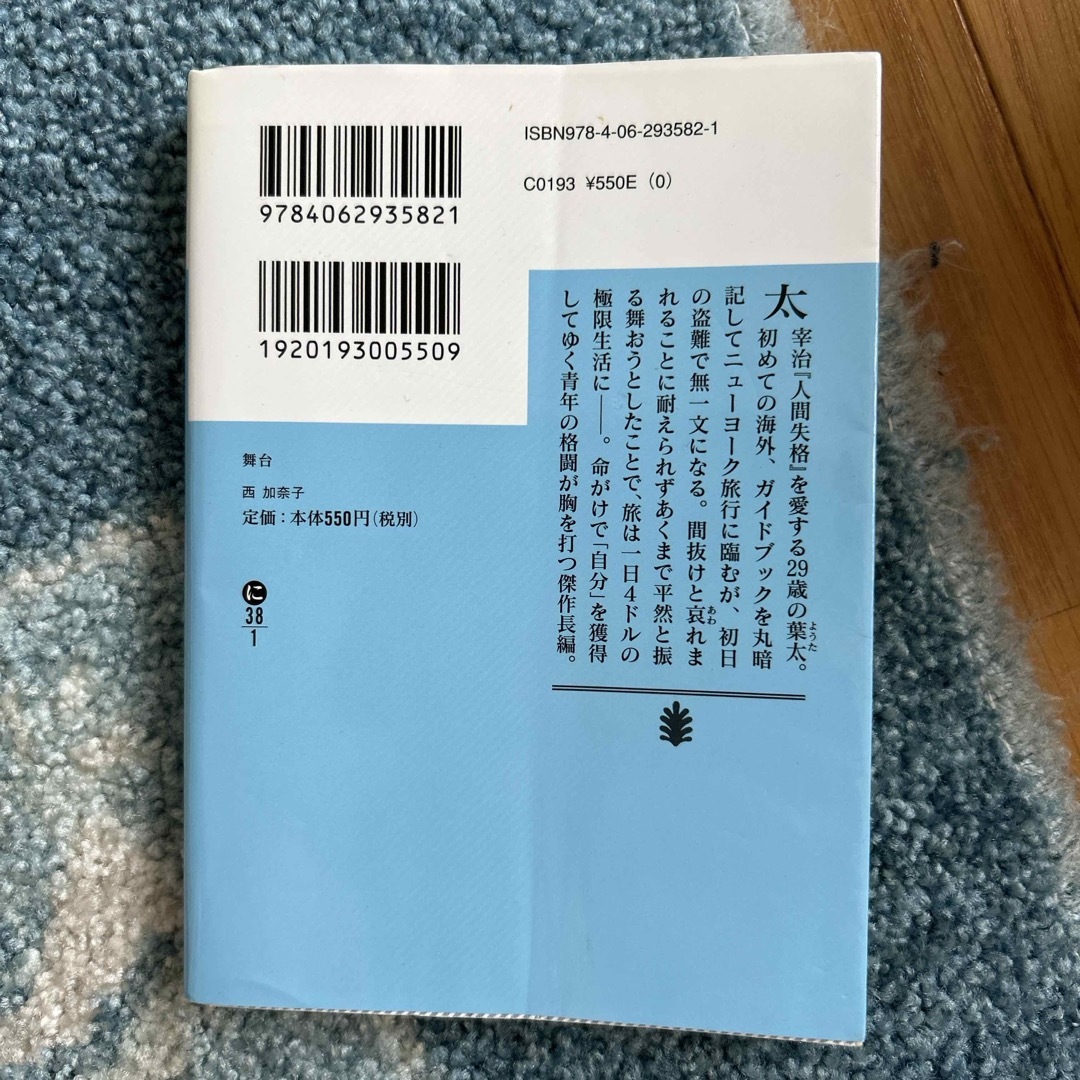 ISBN978-4-06-293582-1
C0193 ¥550E (0)
9784062935821
1920193005509
太宰治『人間失格』を愛する29歳の葉太。
ようた
初めての海外、ガイドブックを丸暗
記してニューヨーク旅行に臨むが、初日
の盗難で無一文になる。間抜けと哀れま
あわ
れることに耐えられずあくまで平然と振
る舞おうとしたことで、旅は一日4ドルの
極限生活に――。命がけで「自分」を獲得
してゆく青年の格闘が胸を打つ傑作長編。
舞台
西 加奈子
定価:本体550円(税別)
に
38
1